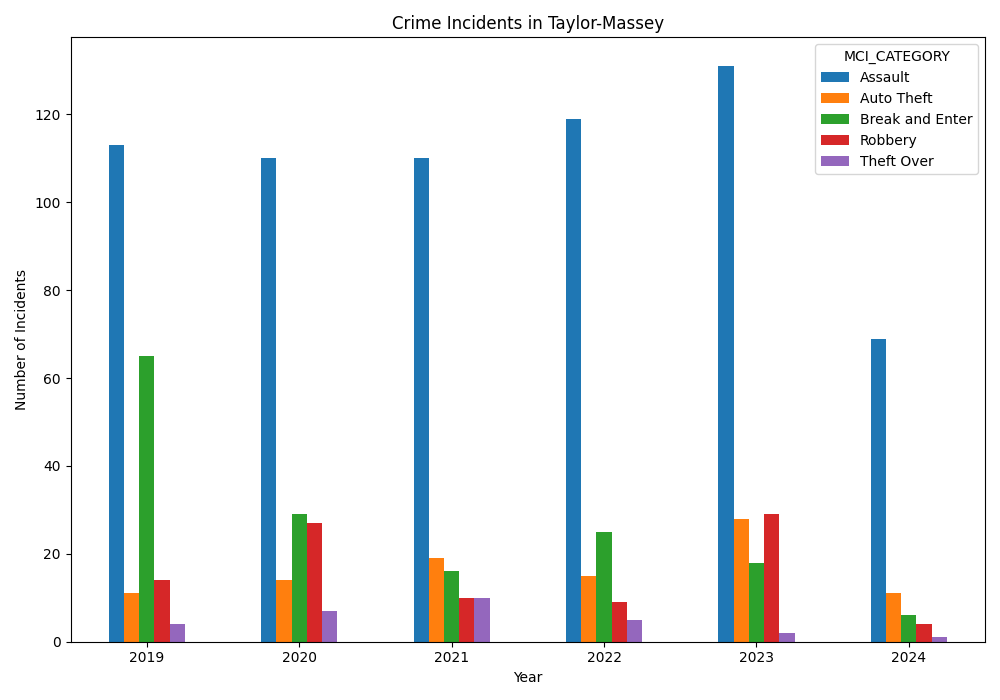 Crime Incidents in Taylor-Massey
MCI_CATEGORY
Assault
Auto Theft
Break and Enter
Robbery
Theft Over
Number of Incidents
120
100
80
60
40
20
0
2019 2020 2021 2022 2023 2024
Year